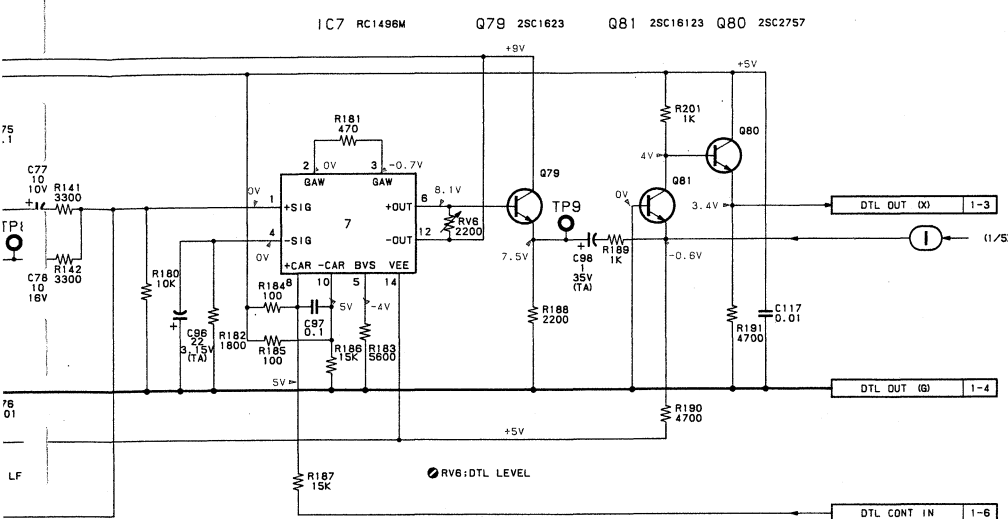 IC7 RC1496M Q79 2SC1623 Q81 2SC16123 Q80 2SC2757
+9V
+5V
R181
470
2 0V 3 -0.7V
GAW GAW
R201
1K
Q80
4V
75
.1
C77
10
10V
R141
3300
+
0V
1
+SIG
4
-SIG
0V
7
+OUT
-OUT
6
12
8.1V
RV6
2200
Q79
TP9
0V
Q81
3.4V
DTL OUT (X) 1-3
TP8
C78
10
16V
R142
3300
+CAR -CAR BVS VEE
8 10 5 14
7.5V
+
C98
1
35V
(TA)
R189
1K
-0.6V
I
(1/5)
R180
10K
+
C96
22
3.15V
(TA)
R182
1800
R184
100
R185
100
C97
0.1
5V
-4V
R186
15K
R183
5600
5V
R188
2200
R191
4700
C117
0.01
76
01
DTL OUT (G) 1-4
R190
4700
+5V
LF
R187
15K
RV6:DTL LEVEL
DTL CONT IN 1-6